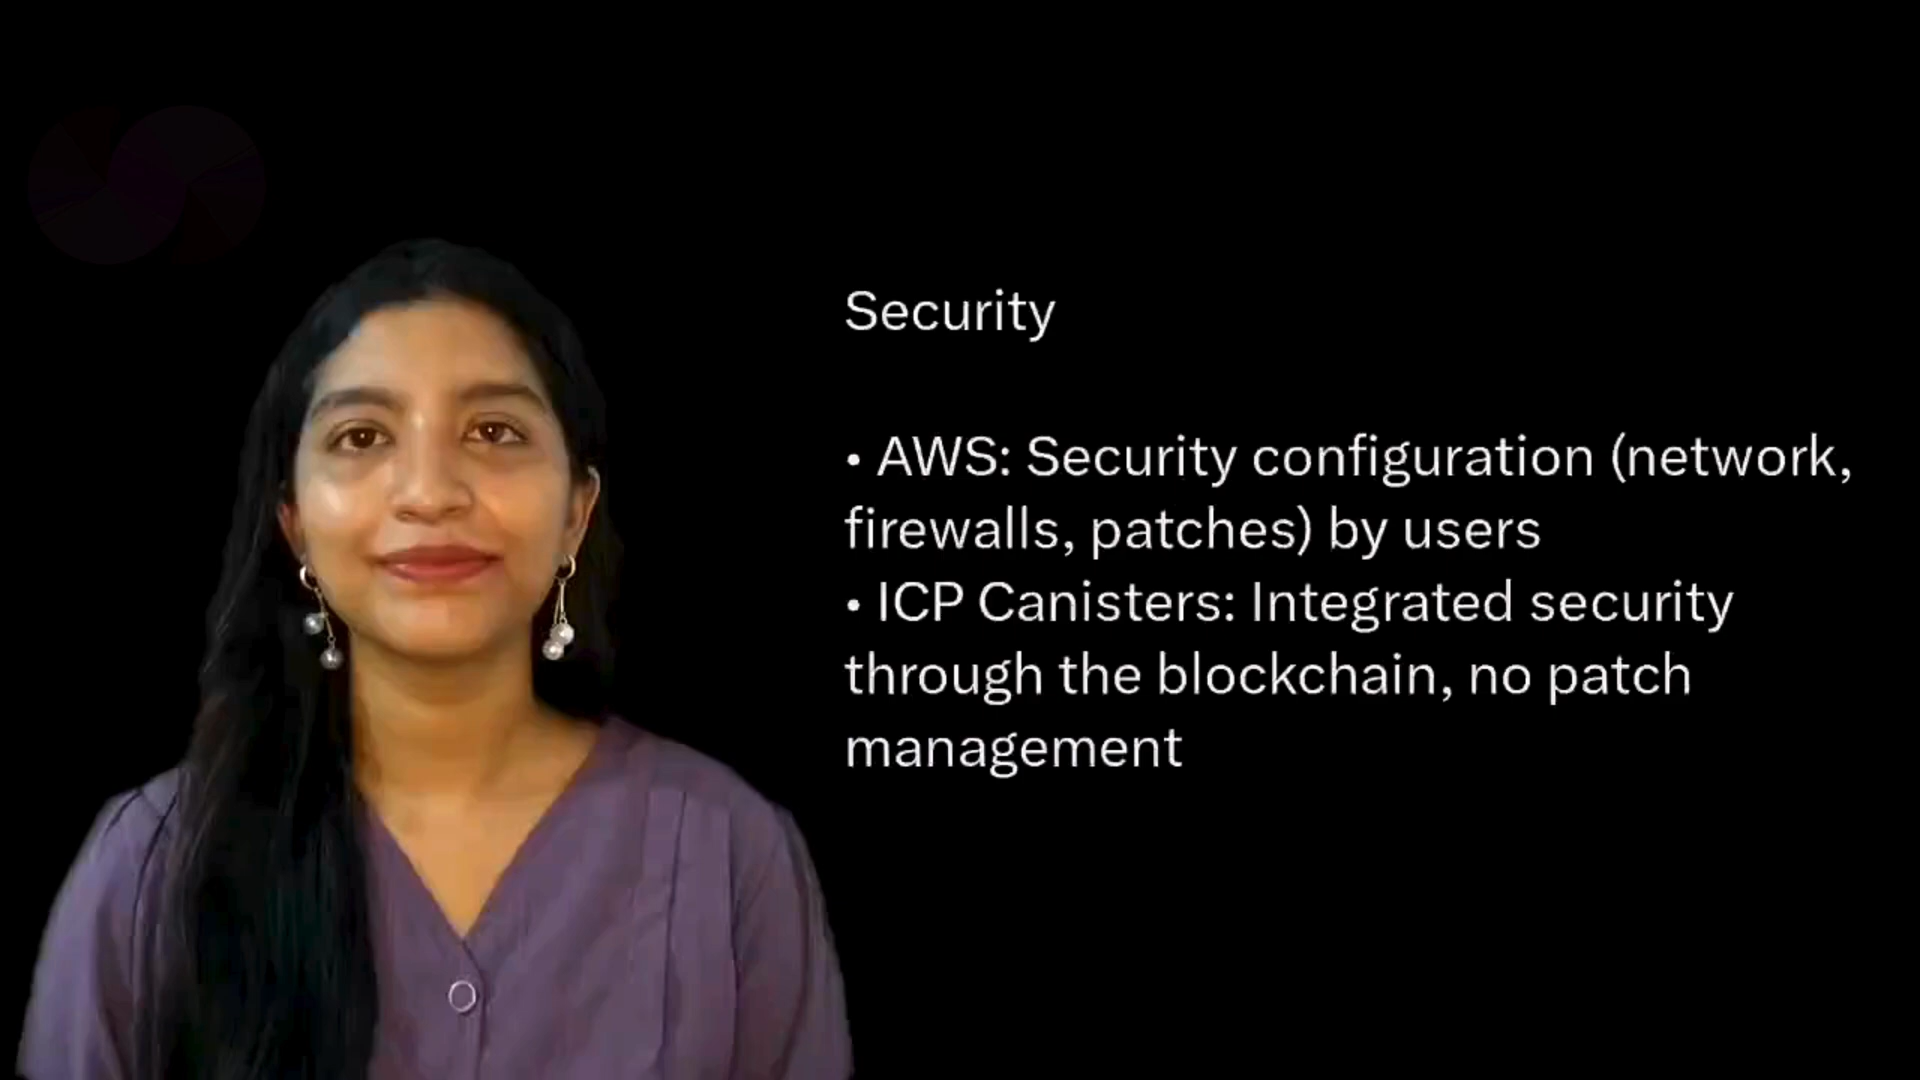 Security
• AWS: Security configuration (network,
firewalls, patches) by users
• ICP Canisters: Integrated security
through the blockchain, no patch
management